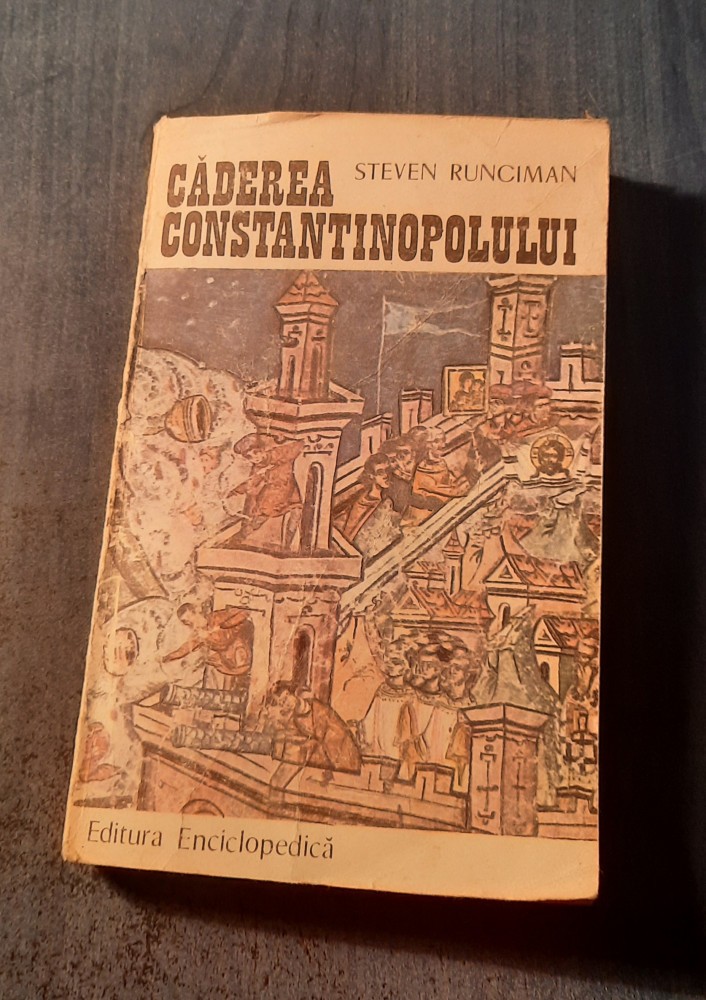 STEVEN RUNCIMAN
CĂDEREA
CONSTANTINOPOLULUI
Editura Enciclopedică